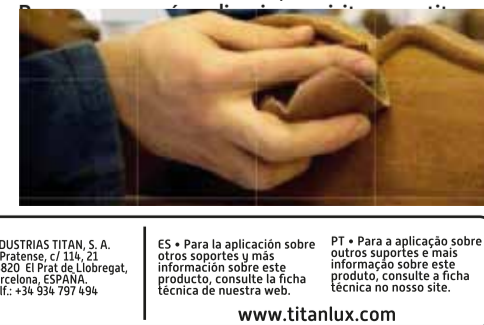 DUSTRIAS TITAN, S. A.
Pratense, c/ 114, 21
820 El Prat de Llobregat,
rcelona, ESPAÑA.
lf.: +34 934 797 494
ES • Para la aplicación sobre
otros soportes y más
información sobre este
producto, consulte la ficha
técnica de nuestra web.
PT • Para a aplicação sobre
outros suportes e mais
informação sobre este
produto, consulte a ficha
técnica no nosso site.
www.titanlux.com